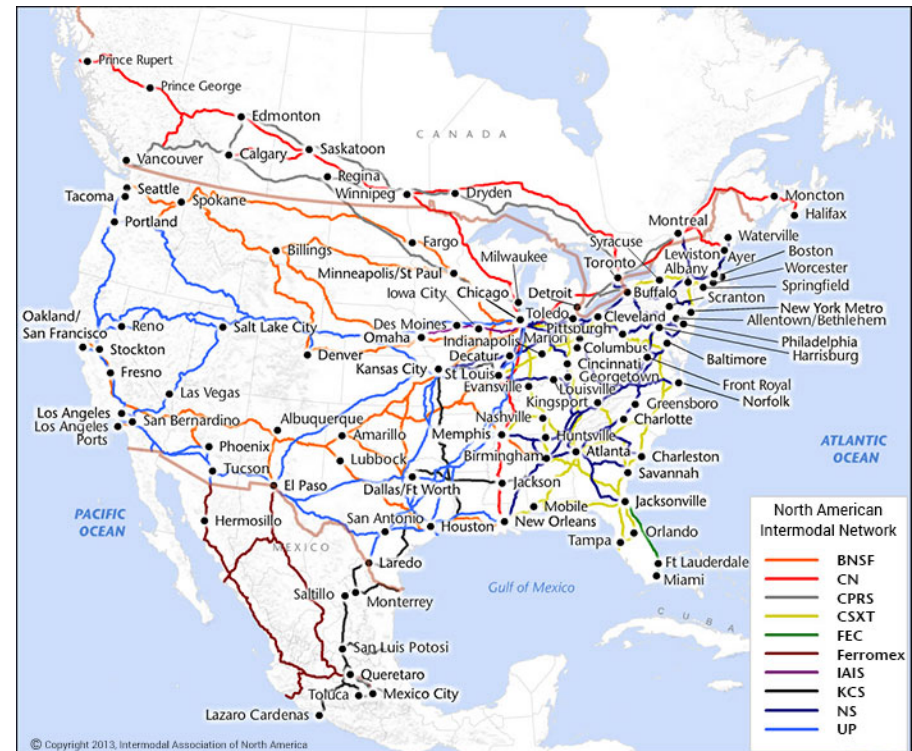 Prince Rupert
Prince George
Edmonton
CANADA
Vancouver
Calgary
Saskatoon
Regina
Winnipeg
Dryden
Moncton
Halifax
Seattle
Tacoma
Spokane
Portland
Montreal
Waterville
Billings
Fargo
Milwaukee
Syracuse
Toronto
Lewiston
Albany
Ayer
Boston
Worcester
Springfield
Minneapolis/St Paul
Iowa City
Chicago
Detroit
Buffalo
Scranton
Oakland/
San Francisco
Reno
Salt Lake City
Des Moines
Omaha
Toledo
Cleveland
New York Metro
Allentown/Bethlehem
Pittsburgh
Indianapolis
Marion
Philadelphia
Harrisburg
Stockton
Denver
Decatur
Columbus
Baltimore
Fresno
Kansas City
St Louis
Cincinnati
Georgetown
Front Royal
Las Vegas
Evansville
Louisville
Kingsport
Norfolk
Los Angeles
Los Angeles
Ports
San Bernardino
Albuquerque
Amarillo
Nashville
Greensboro
Charlotte
Phoenix
Memphis
Huntsville
Lubbock
Birmingham
Atlanta
Charleston
Savannah
ATLANTIC
OCEAN
Tucson
El Paso
Dallas/Ft Worth
Jackson
Jacksonville
PACIFIC
OCEAN
Hermosillo
MEXICO
San Antonio
Houston
New Orleans
Mobile
Orlando
Tampa
Laredo
Ft Lauderdale
Miami
Gulf of Mexico
Saltillo
Monterrey
CUBA
San Luis Potosi
Queretaro
Toluca
Mexico City
Lazaro Cardenas
North American
Intermodal Network
BNSF
CN
CPRS
CSXT
FEC
Ferromex
IAIS
KCS
NS
UP
© Copyright 2013, Intermodal Association of North America